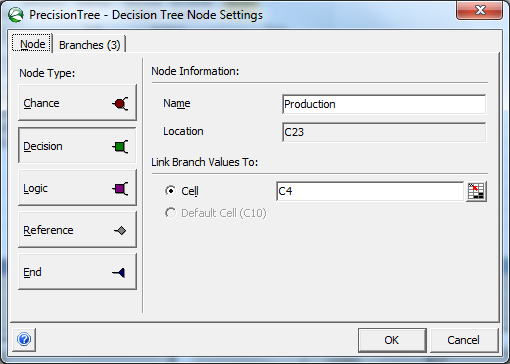 PrecisionTree - Decision Tree Node Settings
Node
Branches (3)
Node Type:
Chance
Decision
Logic
Reference
End
Node Information:
Name
Production
Location
C23
Link Branch Values To:
Cell
C4
Default Cell (C10)
OK
Cancel